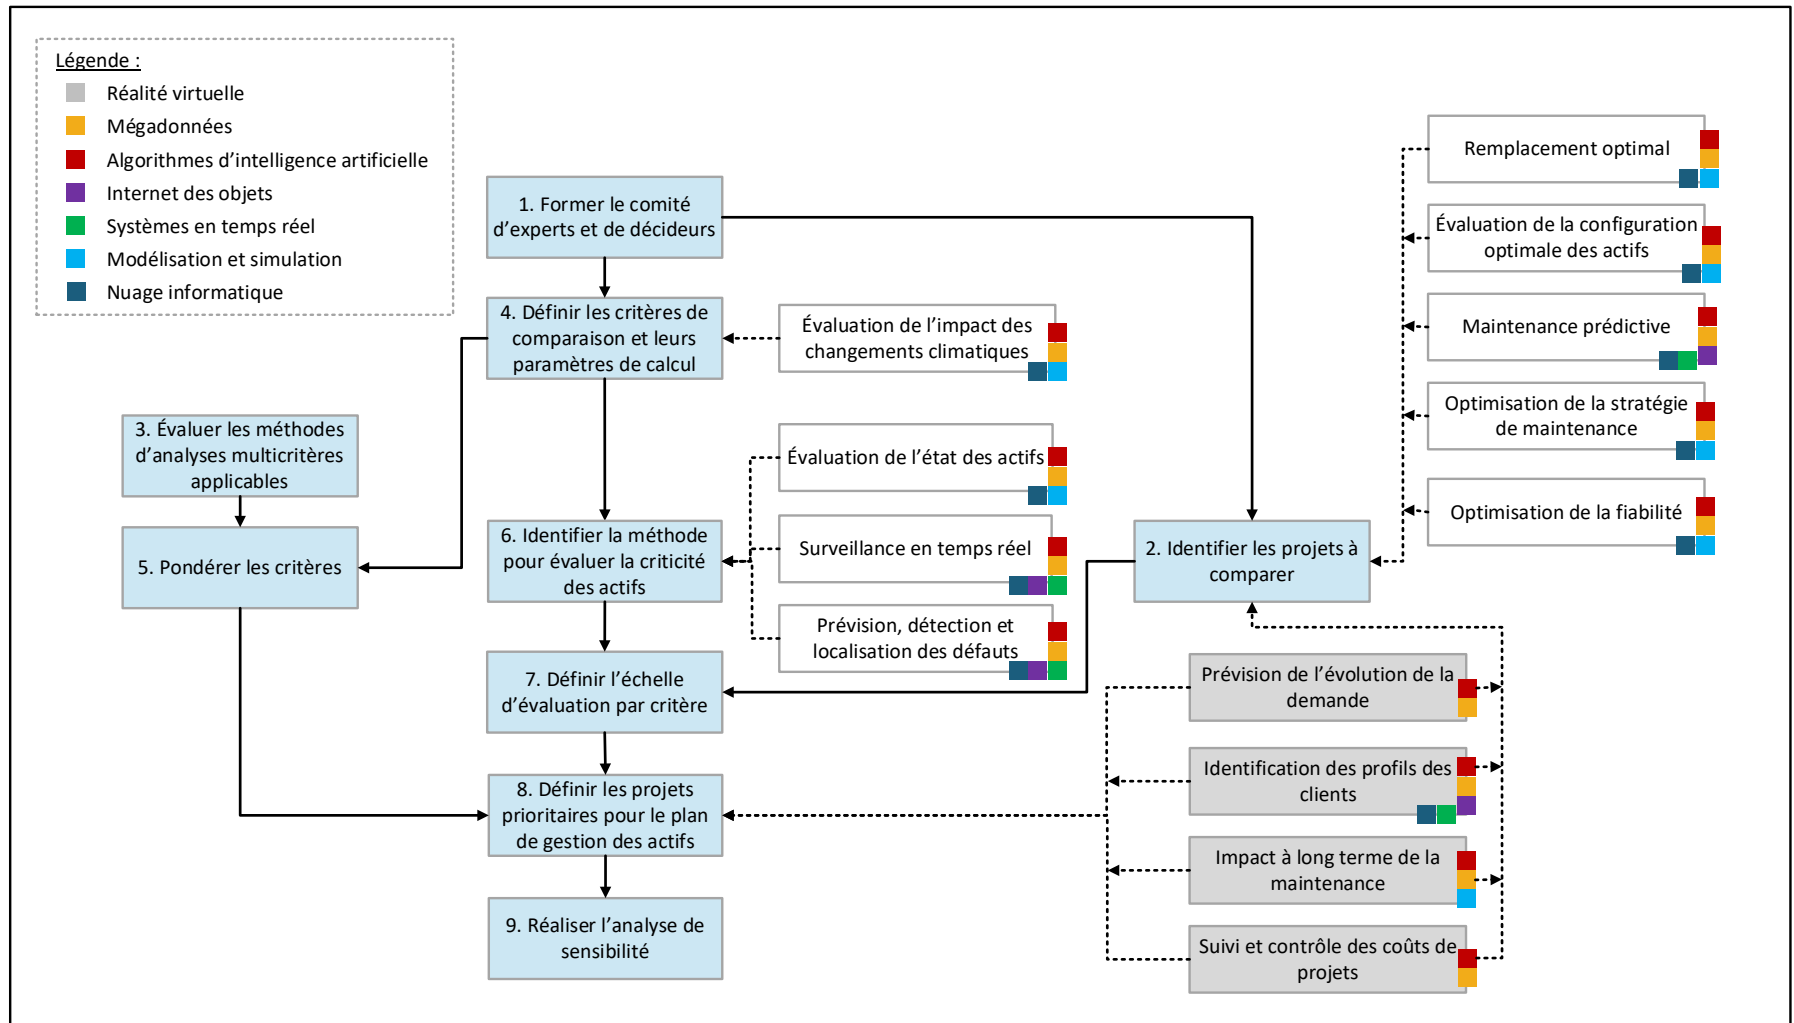 Légende :
Réalité virtuelle
Mégadonnées
Algorithmes d’intelligence artificielle
Internet des objets
Systèmes en temps réel
Modélisation et simulation
Nuage informatique
1. Former le comité
d’experts et de décideurs
4. Définir les critères de
comparaison et leurs
paramètres de calcul
3. Évaluer les méthodes
d’analyses multicritères
applicables
5. Pondérer les critères
6. Identifier la méthode
pour évaluer la criticité
des actifs
7. Définir l’échelle
d’évaluation par critère
8. Définir les projets
prioritaires pour le plan
de gestion des actifs
9. Réaliser l’analyse de
sensibilité
Évaluation de l’impact des
changements climatiques
Évaluation de l’état des actifs
Surveillance en temps réel
Prévision, détection et
localisation des défauts
2. Identifier les projets à
comparer
Remplacement optimal
Évaluation de la configuration
optimale des actifs
Maintenance prédictive
Optimisation de la stratégie
de maintenance
Optimisation de la fiabilité
Prévision de l’évolution de la
demande
Identification des profils des
clients
Impact à long terme de la
maintenance
Suivi et contrôle des coûts de
projets